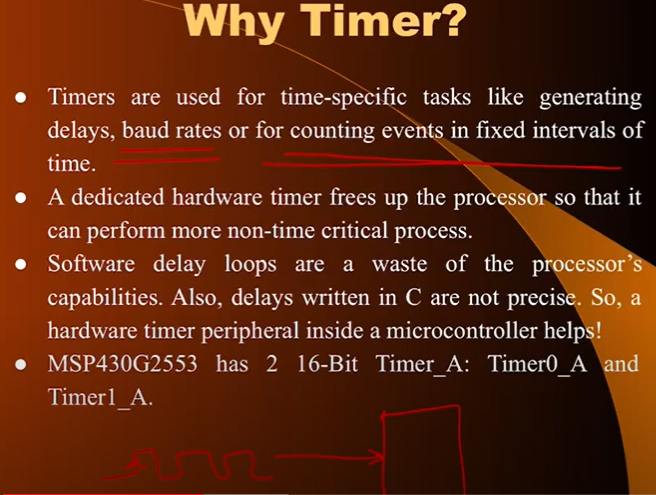 Why Timer?
● Timers are used for time-specific tasks like generating
delays, baud rates or for counting events in fixed intervals of
time.
● A dedicated hardware timer frees up the processor so that it
can perform more non-time critical process.
● Software delay loops are a waste of the processor's
capabilities. Also, delays written in C are not precise. So, a
hardware timer peripheral inside a microcontroller helps!
● MSP430G2553 has 2 16-Bit Timer_A: Timer0_A and
Timer1_A.